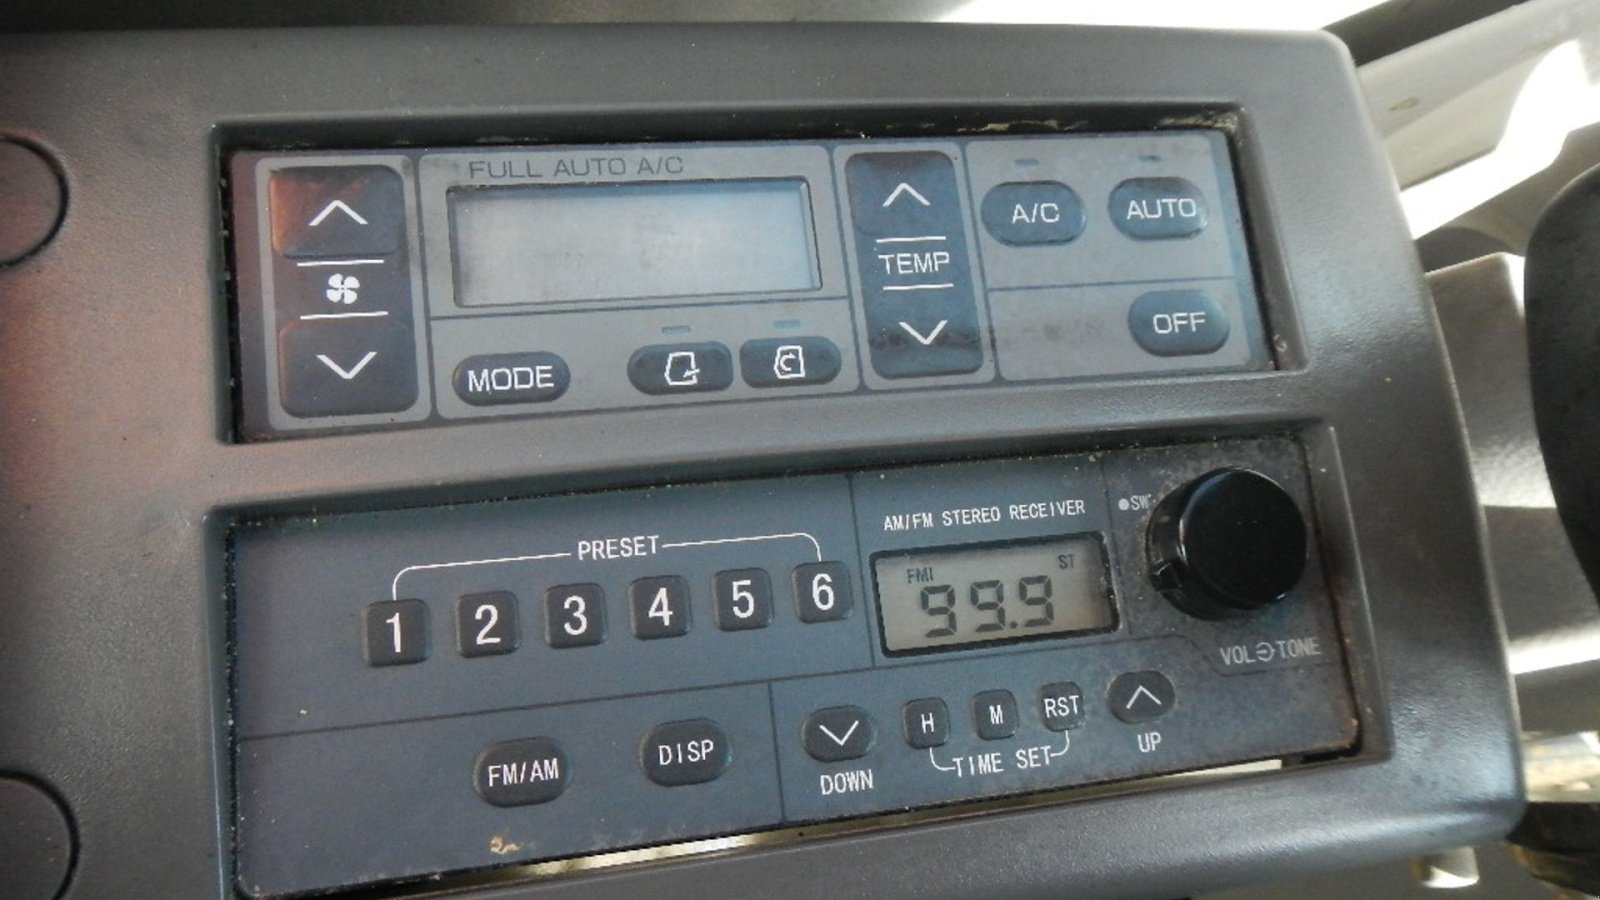 FULL AUTO A/C
TEMP
A/C
AUTO
MODE
OFF
PRESET
1 2 3 4 5 6
AM/FM STEREO RECEIVER
FM1 ST
99.9
●SW
VOL TONE
FM/AM
DISP
DOWN
H M RST
TIME SET
UP